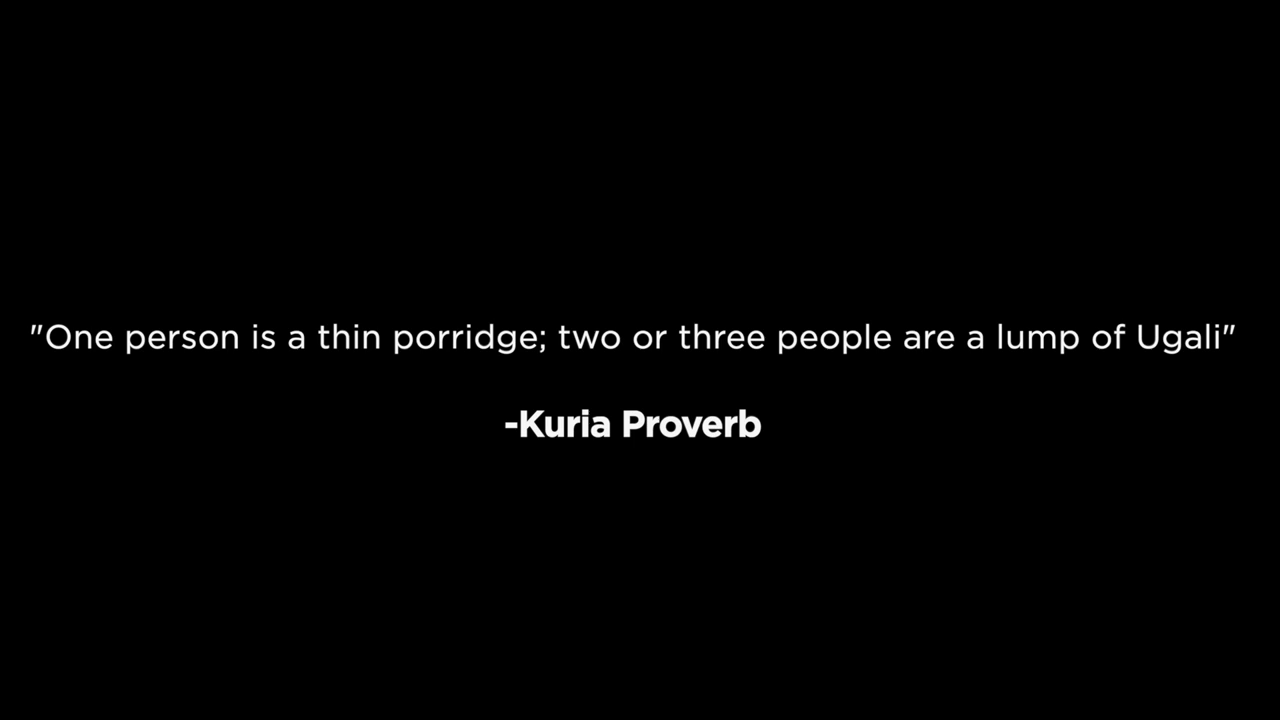 "One person is a thin porridge; two or three people are a lump of Ugali"
-Kuria Proverb